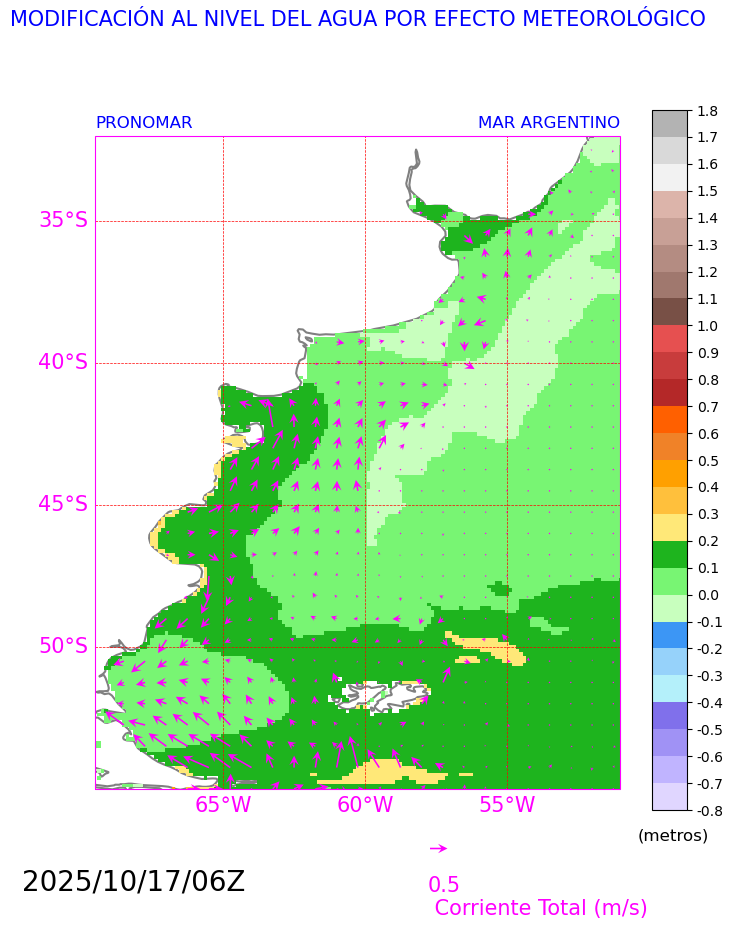 MODIFICACIÓN AL NIVEL DEL AGUA POR EFECTO METEOROLÓGICO
PRONOMAR MAR ARGENTINO
35°S
40°S
45°S
50°S
65°W 60°W 55°W
1.8
1.7
1.6
1.5
1.4
1.3
1.2
1.1
1.0
0.9
0.8
0.7
0.6
0.5
0.4
0.3
0.2
0.1
0.0
-0.1
-0.2
-0.3
-0.4
-0.5
-0.6
-0.7
-0.8
(metros)
2025/10/17/06Z
0.5
Corriente Total (m/s)